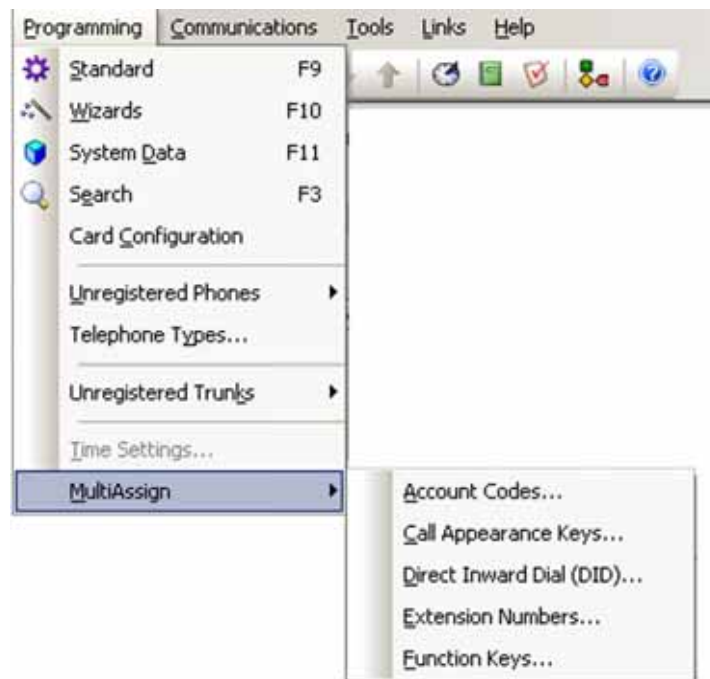 Programming Communications Tools Links Help
Standard F9
Wizards F10
System Data F11
Search F3
Card Configuration
Unregistered Phones
Telephone Types...
Unregistered Trunks
Time Settings...
MultiAssign
Account Codes...
Call Appearance Keys...
Direct Inward Dial (DID)...
Extension Numbers...
Function Keys...